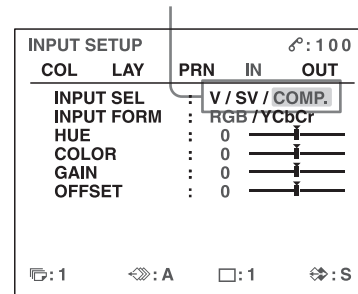 INPUT SETUP :100
COL LAY PRN IN OUT
INPUT SEL : V / SV / COMP.
INPUT FORM : RGB / YCbCr
HUE : 0
COLOR : 0
GAIN : 0
OFFSET : 0
:1 :A :1 :S